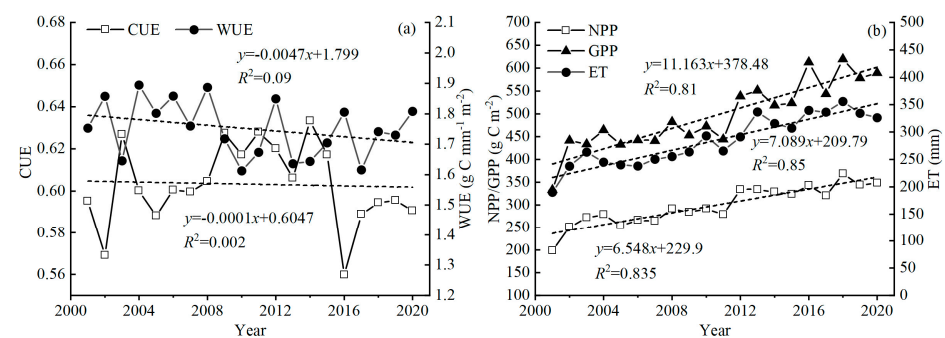 CUE WUE (a)
y=-0.0047x+1.799
R²=0.09
y=-0.0001x+0.6047
R²=0.002
0.68
0.66
0.64
0.62
0.60
0.58
0.56
CUE
2.1
2.0
1.9
1.8
1.7
1.6
1.5
1.4
1.3
1.2
WUE (g C mm⁻¹ m⁻²)
2000 2004 2008 2012 2016 2020
Year
NPP (b)
GPP
ET
y=11.163x+378.48
R²=0.81
y=7.089x+209.79
R²=0.85
y=6.548x+229.9
R²=0.835
700
650
600
550
500
450
400
350
300
250
200
150
100
NPP/GPP (g C m⁻²)
500
450
400
350
300
250
200
150
100
50
0
ET (mm)
2000 2004 2008 2012 2016 2020
Year